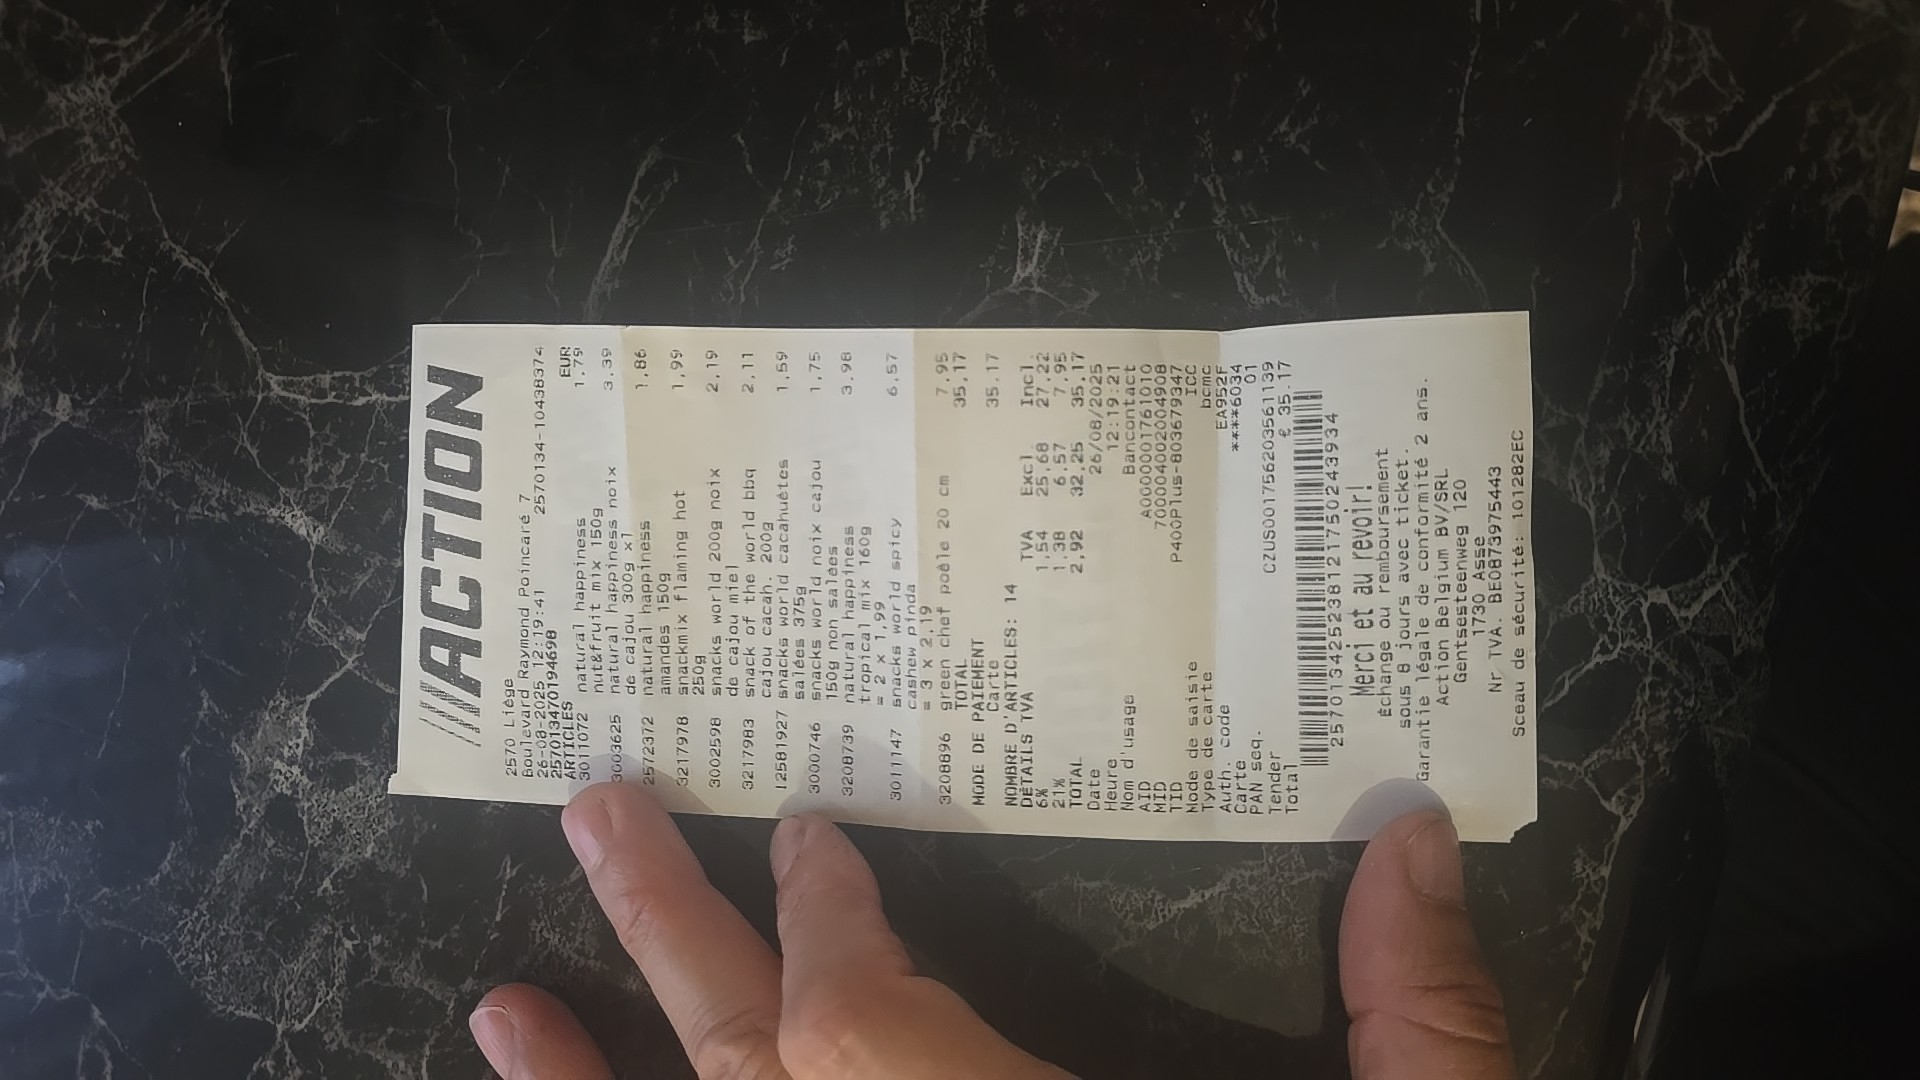 ///ACTION
2570 Liège
Boulevard Raymond Poincaré 7
26-08-2025 12:19:41 2570134-10438374
257013470194698
ARTICLES EUR
3011072 natural happiness 1,79
nut&fruit mix 150g
3003625 natural happiness noix 3,39
de cajou 300g x1
2572372 natural happiness 1,86
amandes 150g
3217978 snackmix flaming hot 1,99
250g
3002598 snacks world 200g noix 2,19
de cajou miel
3217983 snack of the world bbq 2,11
cajou cacah. 200g
12581927 snacks world cacahuètes 1,59
salées 375g
3000746 snacks world noix cajou 1,75
150g non salées
3208739 natural happiness 3,98
tropical mix 160g
= 2 x 1,99
3011147 snacks world spicy 6,57
cashew pinda
= 3 x 2,19
3208896 green chef poêle 20 cm 7,95
TOTAL 35,17
MODE DE PAIEMENT
Carte 35,17
NOMBRE D'ARTICLES: 14
DÉTAILS TVA TVA Excl. Incl.
6% 1,54 25,68 27,22
21% 1,38 6,57 7,95
TOTAL 2,92 32,25 35,17
Date 26/08/2025
Heure 12:19:21
Nom d'usage Bancontact
AID A0000001761010
MID 700004002004908
TID P400Plus-803679347
Mode de saisie ICC
Type de carte bcmc
Auth. code EA952F
Carte ****6034
PAN seq. 01
Tender CZUS001756203561139
Total € 35.17
257013425238121750243934
Merci et au revoir!
Échange ou remboursement
sous 8 jours avec ticket.
Garantie légale de conformité 2 ans.
Action Belgium BV/SRL
Gentsesteenweg 120
1730 Asse
Nr. TVA. BE0873975443
Sceau de sécurité: 101282EC